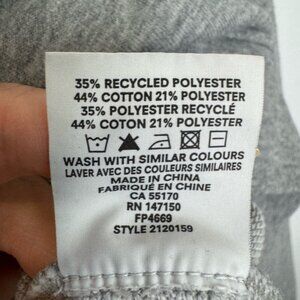 35% RECYCLED POLYESTER
44% COTTON 21% POLYESTER
35% POLYESTER RECYCLÉ
44% COTON 21% POLYESTER
WASH WITH SIMILAR COLOURS
LAVER AVEC DES COULEURS SIMILAIRES
MADE IN CHINA
FABRIQUÉ EN CHINE
CA 55170
RN 147150
FP4669
STYLE 2120159